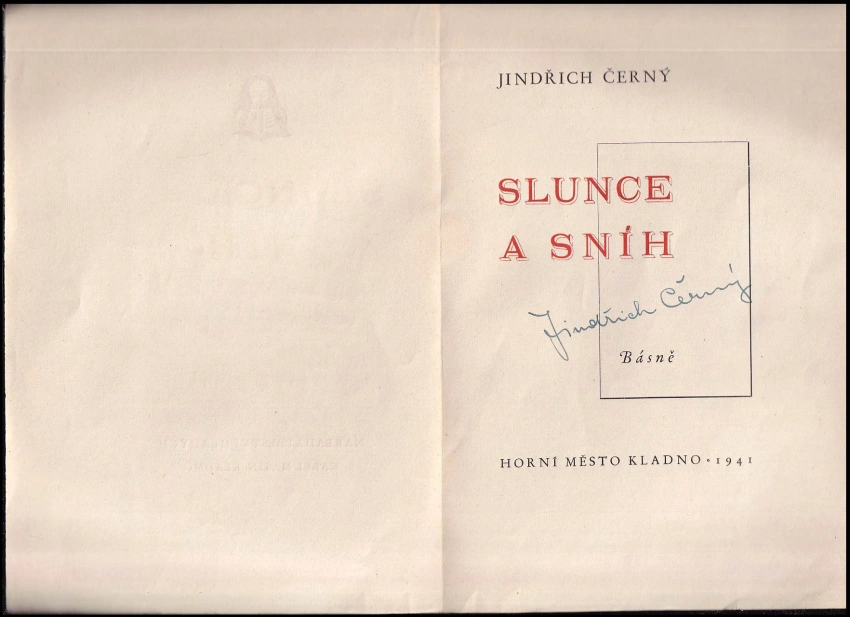 JINDŘICH ČERNÝ
SLUNCE
A SNÍH
Jindřich Černý
Básně
HORNÍ MĚSTO KLADNO • 1941